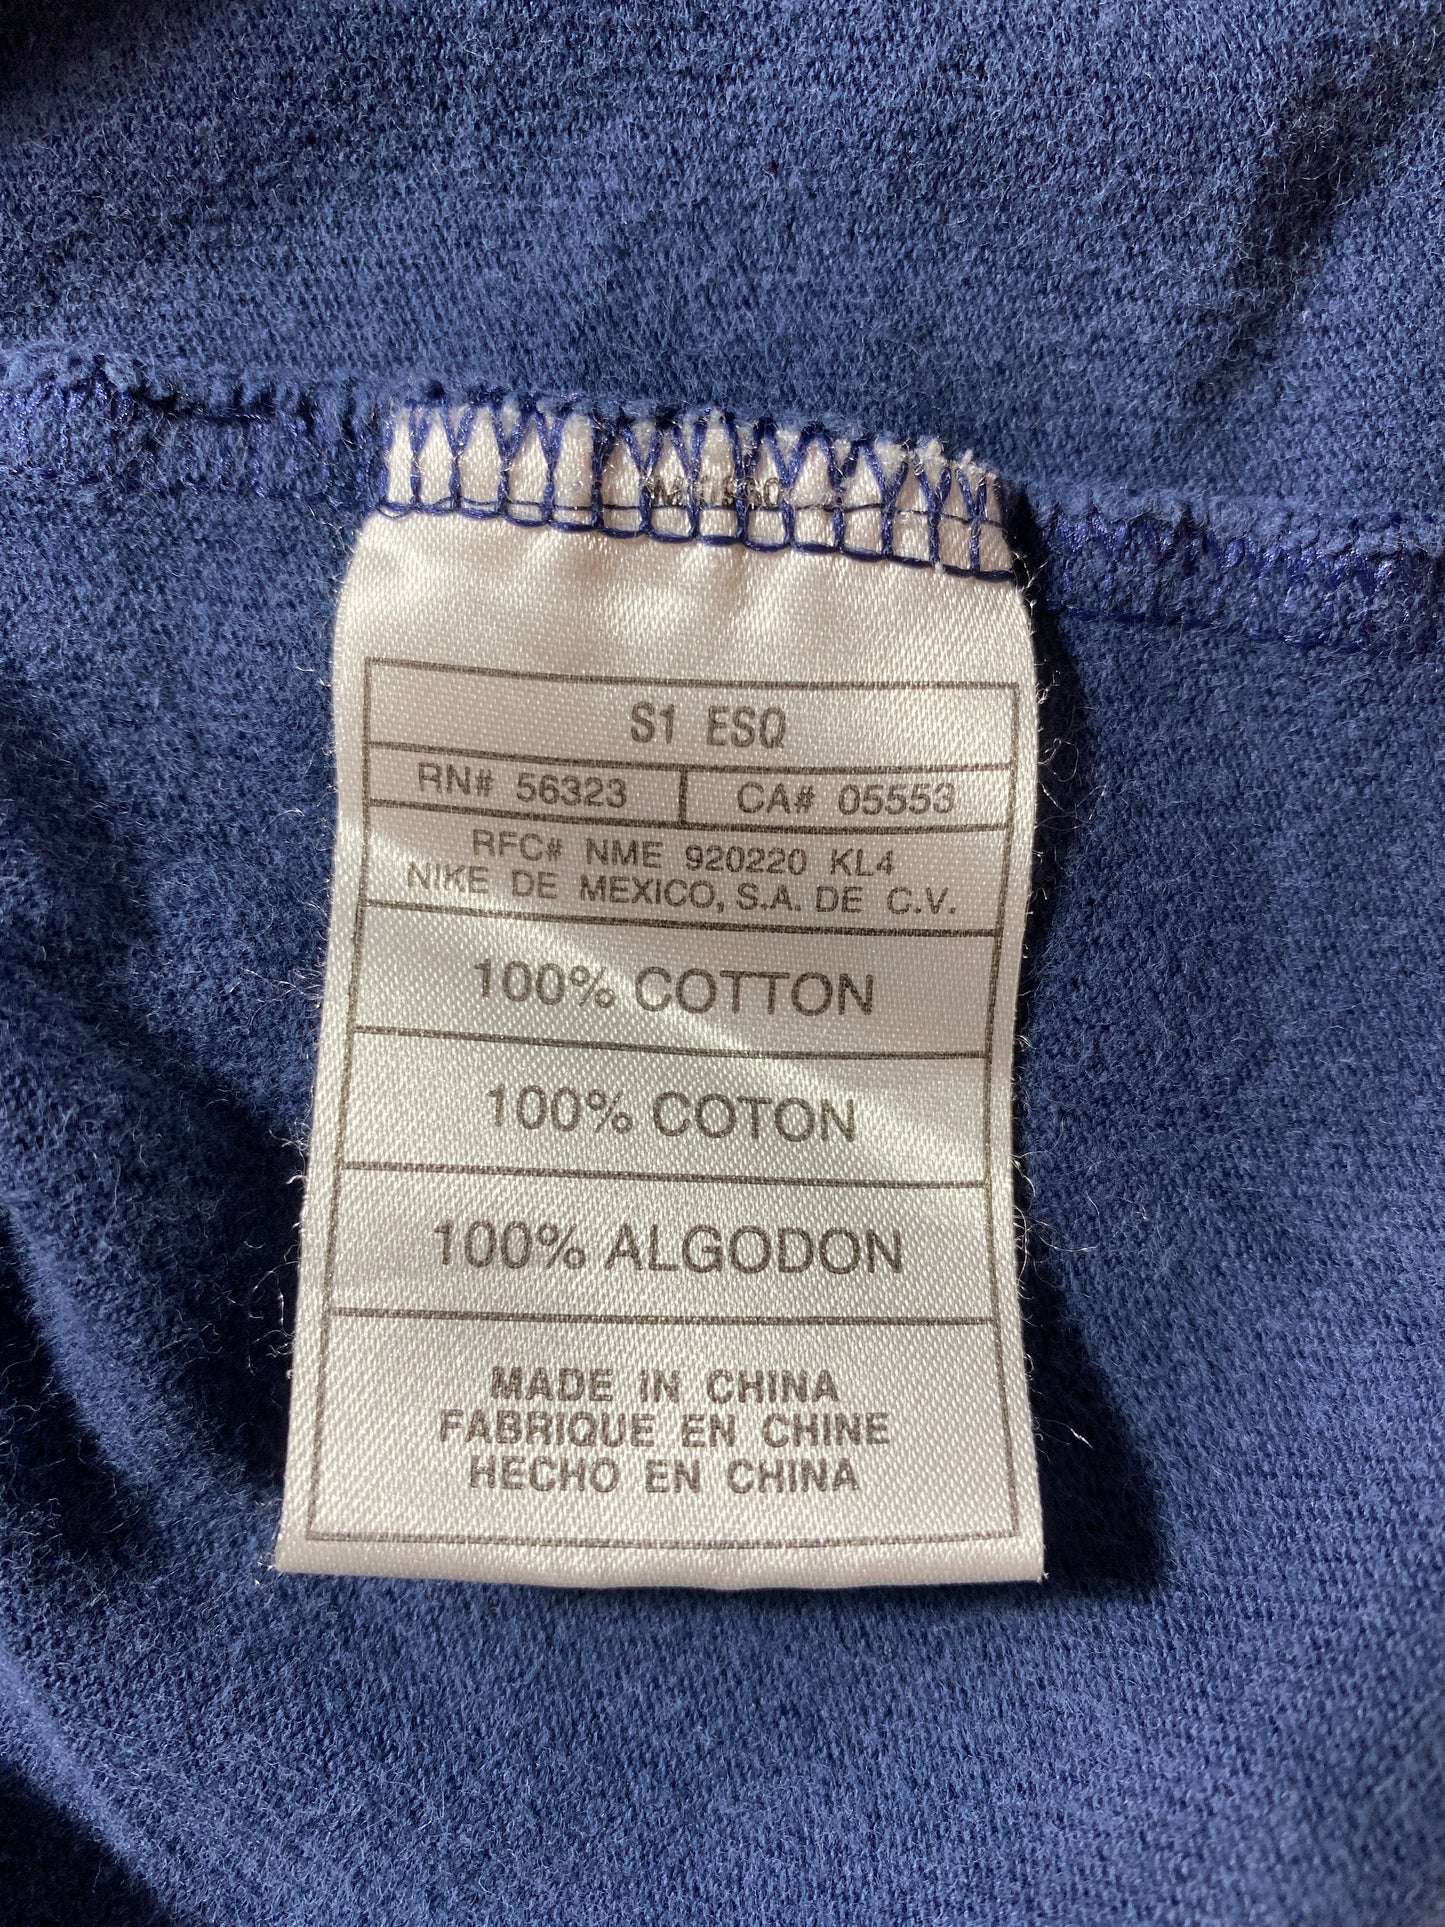 S1 ESQ
RN# 56323 CA# 05553
RFC# NME 920220 KL4
NIKE DE MEXICO, S.A. DE C.V.
100% COTTON
100% COTON
100% ALGODON
MADE IN CHINA
FABRIQUE EN CHINE
HECHO EN CHINA